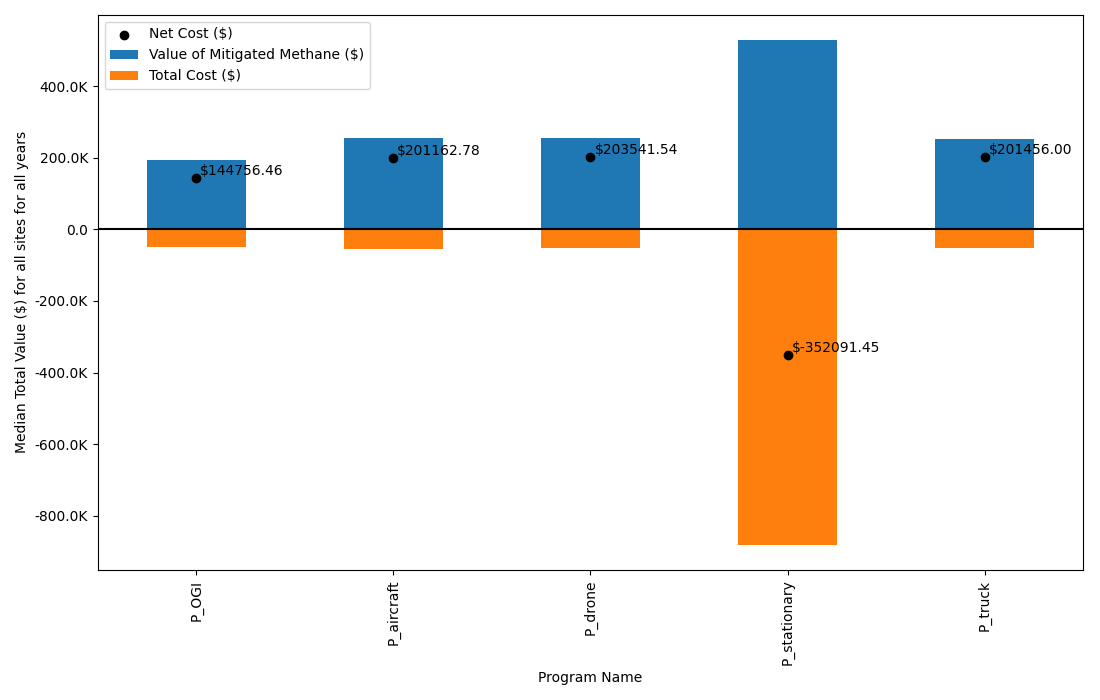 Net Cost ($)
Value of Mitigated Methane ($)
Total Cost ($)
Median Total Value ($) for all sites for all years
400.0K
200.0K
0.0
-200.0K
-400.0K
-600.0K
-800.0K
$144756.46
$201162.78
$203541.54
$-352091.45
$201456.00
P_OGI
P_aircraft
P_drone
P_stationary
P_truck
Program Name